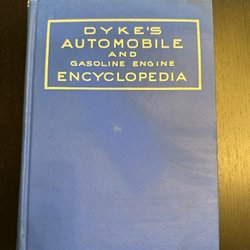 DYKE'S
AUTOMOBILE
AND
GASOLINE ENGINE
ENCYCLOPEDIA